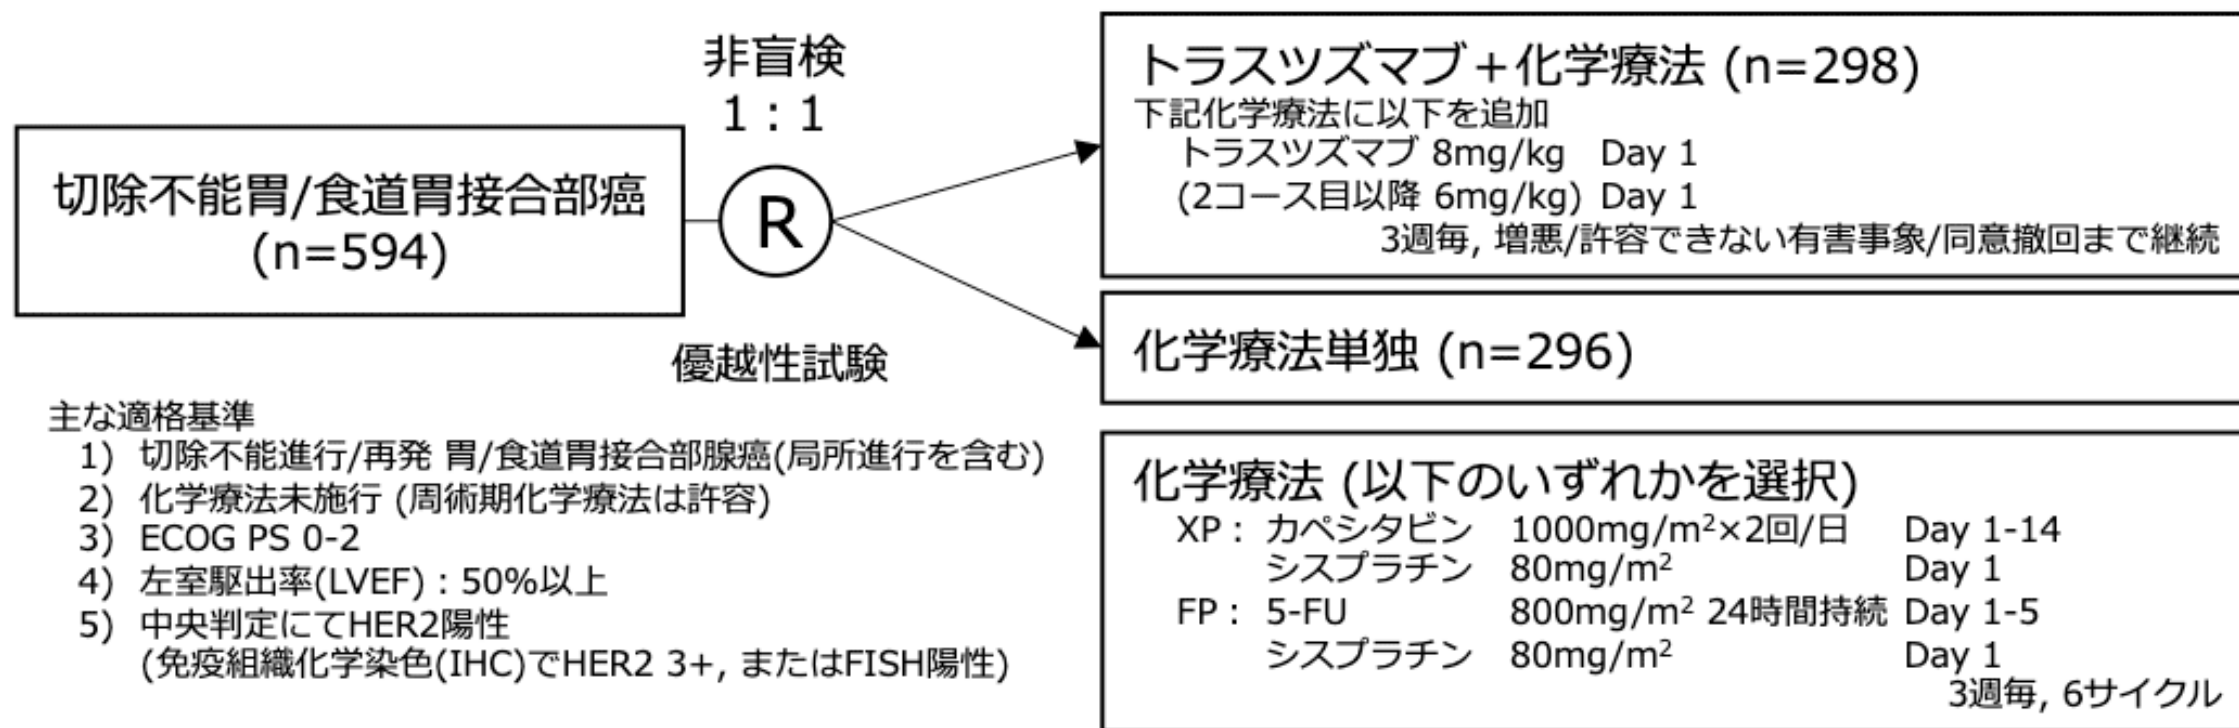 非盲検
1：1
切除不能胃/食道胃接合部癌
(n=594)
R
優越性試験
主な適格基準
1) 切除不能進行/再発 胃/食道胃接合部腺癌(局所進行を含む)
2) 化学療法未施行 (周術期化学療法は許容)
3) ECOG PS 0-2
4) 左室駆出率(LVEF)：50%以上
5) 中央判定にてHER2陽性
(免疫組織化学染色(IHC)でHER2 3+, またはFISH陽性)
トラスツズマブ＋化学療法 (n=298)
下記化学療法に以下を追加
トラスツズマブ 8mg/kg Day 1
(2コース目以降 6mg/kg) Day 1
3週毎, 増悪/許容できない有害事象/同意撤回まで継続
化学療法単独 (n=296)
化学療法 (以下のいずれかを選択)
XP： カペシタビン 1000mg/m²×2回/日 Day 1-14
シスプラチン 80mg/m² Day 1
FP： 5-FU 800mg/m² 24時間持続 Day 1-5
シスプラチン 80mg/m² Day 1
3週毎, 6サイクル